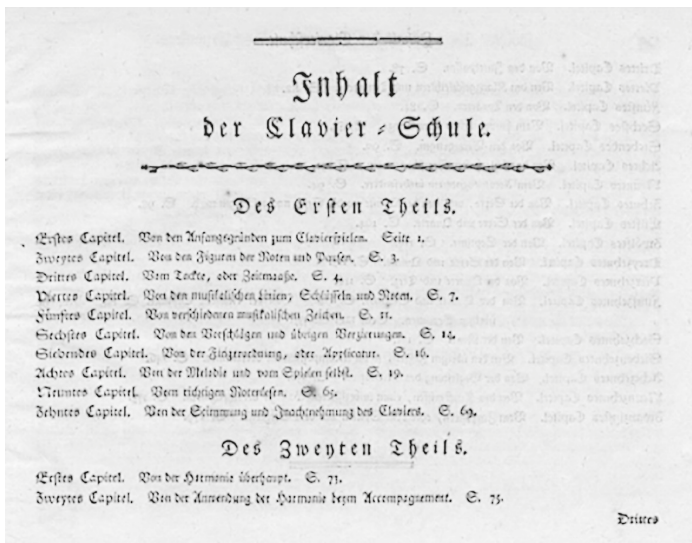 Inhalt
der Clavier-Schule.
Des Ersten Theils.
Erstes Capitel. Von den Anfangsgründen zum Clavierspielen. Seite 1.
Zweytes Capitel. Von den Figuren der Noten und Pausen. S. 3.
Drittes Capitel. Vom Tackte, oder Zeitmaaße. S. 4.
Viertes Capitel. Von den musikalischen Linien, Schlüsseln und Noten. S. 7.
Fünftes Capitel. Von verschiedenen musikalischen Zeichen. S. 11.
Sechstes Capitel. Von den Vorschlägen und übrigen Verzierungen. S.
Siebendes Capitel. Von der Fingerordnung, oder Applicatur. S. 16.
Achtes Capitel. Von der Melodie und vom Spielen selbst. S. 19.
Neuntes Capitel. Vom richtigen Notenlesen. S. 65.
Zehntes Capitel. Von der Stimmung und Inachtnehmung des Claviers. S. 69.
Des Zweyten Theils.
Erstes Capitel. Von der Harmonie überhaupt. S. 73.
Zweytes Capitel. Von der Anwendung der Harmonie beym Accompagnement. S. 75.
Drittes